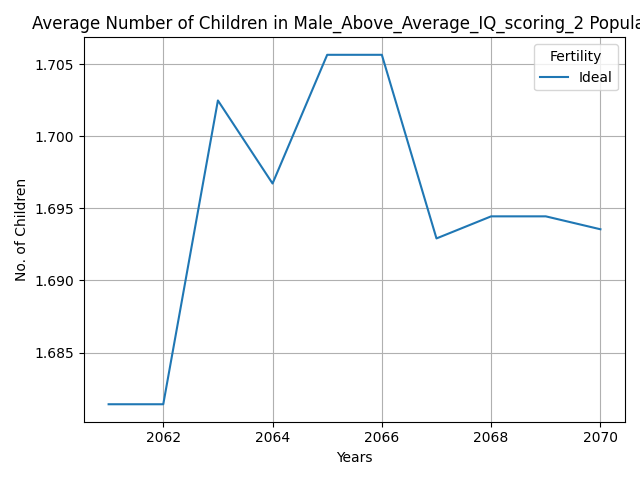 Average Number of Children in Male_Above_Average_IQ_scoring_2 Popula
Fertility
Ideal
1.705
1.700
1.695
1.690
1.685
No. of Children
2062 2064 2066 2068 2070
Years